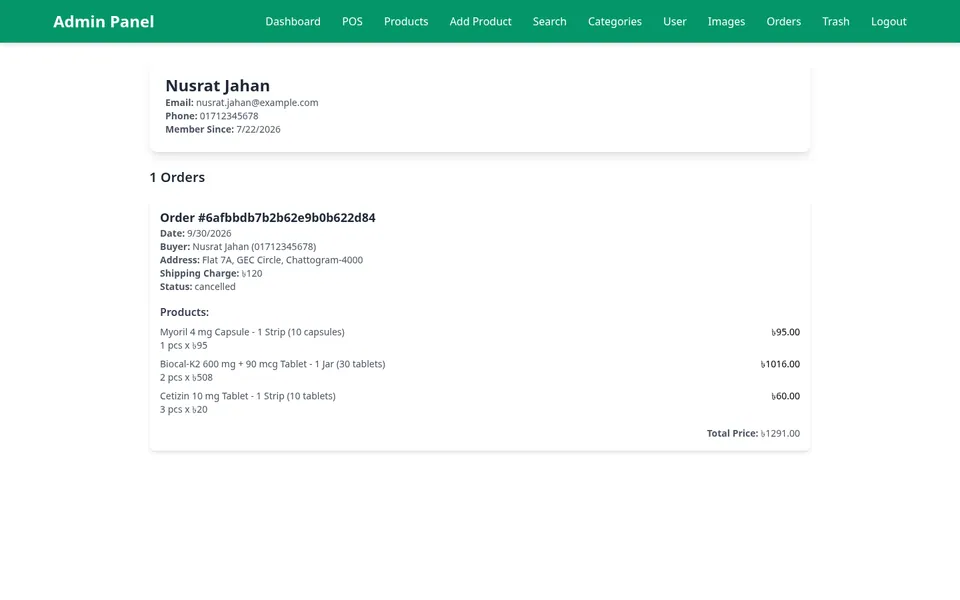 Admin Panel Dashboard POS Products Add Product Search Categories User Images Orders Trash Logout
Nusrat Jahan
Email: nusrat.jahan@example.com
Phone: 01712345678
Member Since: 7/22/2026
1 Orders
Order #6afbbdb7b2b62e9b0b622d84
Date: 9/30/2026
Buyer: Nusrat Jahan (01712345678)
Address: Flat 7A, GEC Circle, Chattogram-4000
Shipping Charge: ৳120
Status: cancelled
Products:
Myoril 4 mg Capsule - 1 Strip (10 capsules) ৳95.00
1 pcs x ৳95
Biocal-K2 600 mg + 90 mcg Tablet - 1 Jar (30 tablets) ৳1016.00
2 pcs x ৳508
Cetizin 10 mg Tablet - 1 Strip (10 tablets) ৳60.00
3 pcs x ৳20
Total Price: ৳1291.00